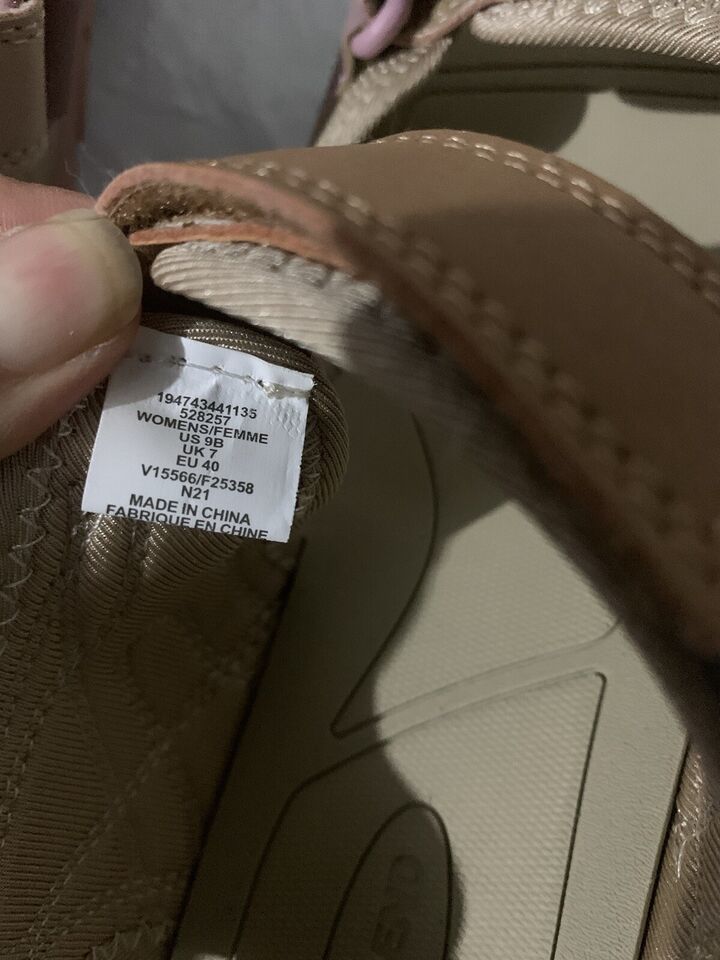 194743441135
528257
WOMENS/FEMME
US 9B
UK 7
EU 40
V15566/F25358
N21
MADE IN CHINA
FABRIQUE EN CHINE